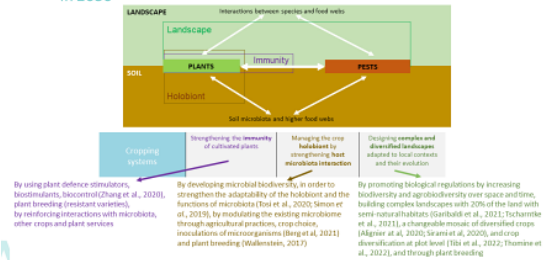 LANDSCAPE
Interactions between species and food webs
Landscape
Immunity
PLANTS
PESTS
SOIL
Holobiont
Soil microbiota and higher food webs
Cropping
systems
Strengthening the immunity
of cultivated plants
Managing the crop
holobiont by
strengthening host
microbiota interaction
Designing complex and
diversified landscapes
adapted to local contexts
and their evolution
By using plant defence stimulators,
biostimulants, biocontrol (Zhang et al., 2020),
plant breeding (resistant varieties),
by reinforcing interactions with microbiota,
other crops and plant services
By developing microbial biodiversity, in order to
strengthen the adaptability of the holobiont and the
functions of microbiota (Tosi et al., 2020; Simon et
al., 2019), by modulating the existing microbiome
through agricultural practices, crop choice,
inoculations of microorganisms (Berg et al, 2021)
and plant breeding (Wallenstein, 2017)
By promoting biological regulations by increasing
biodiversity and agrobiodiversity over space and time,
building complex landscapes with 20% of the land with
semi-natural habitats (Garibaldi et al., 2021; Tscharntke
et al., 2021), a changeable mosaic of diversified crops
(Alignier et al, 2020; Sirami et al., 2020), and crop
diversification at plot level (Tibi et al., 2022; Thomine et
al., 2022), and through plant breeding